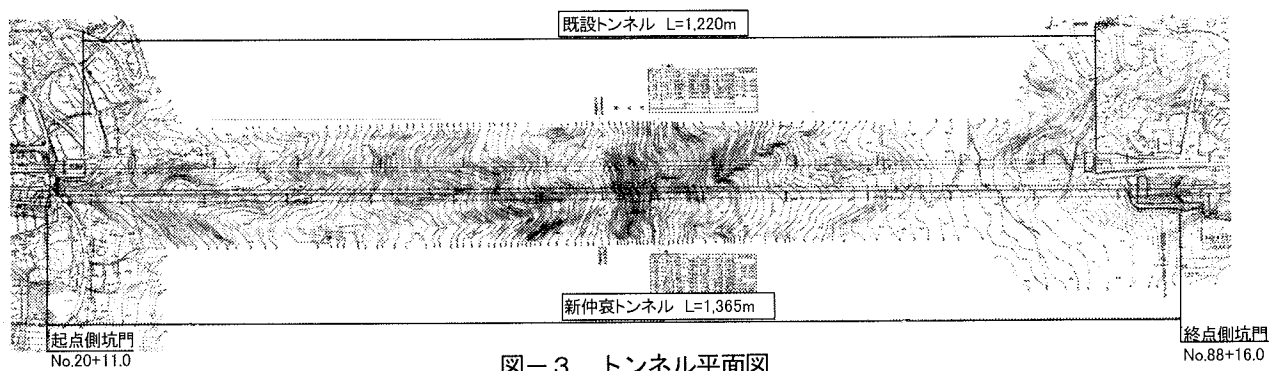 既設トンネル L=1,220m
新仲哀トンネル L=1,365m
起点側坑門
No.20+11.0
終点側坑門
No.88+16.0
図－3 トンネル平面図